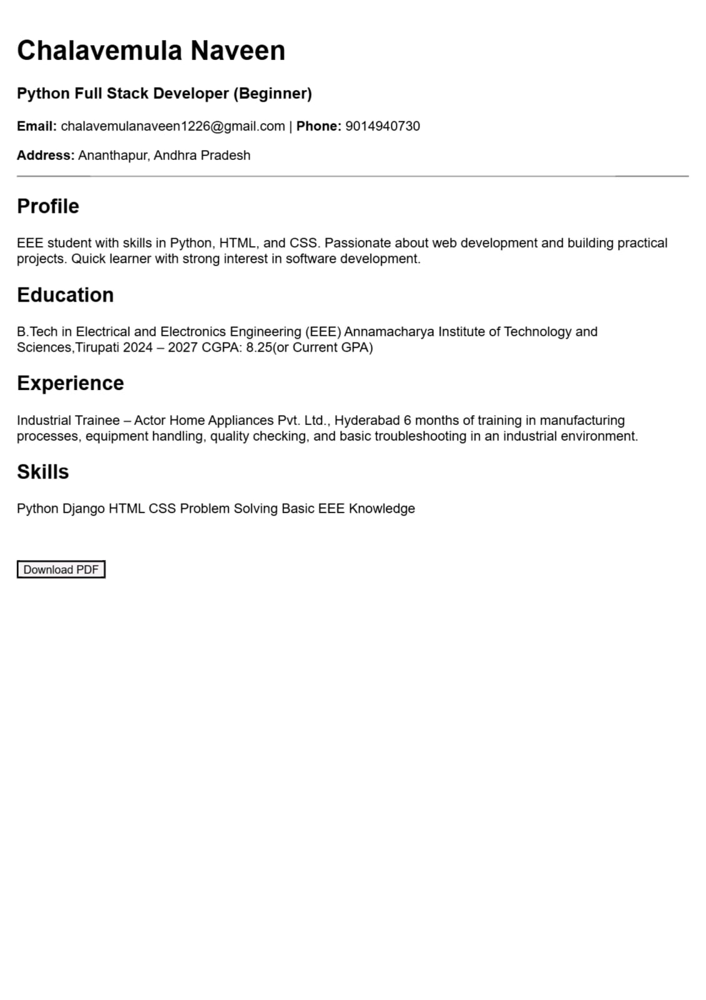 Chalavemula Naveen
Python Full Stack Developer (Beginner)
Email: chalavemulanaveen1226@gmail.com | Phone: 9014940730
Address: Ananthapur, Andhra Pradesh
Profile
EEE student with skills in Python, HTML, and CSS. Passionate about web development and building practical
projects. Quick learner with strong interest in software development.
Education
B.Tech in Electrical and Electronics Engineering (EEE) Annamacharya Institute of Technology and
Sciences,Tirupati 2024 – 2027 CGPA: 8.25(or Current GPA)
Experience
Industrial Trainee – Actor Home Appliances Pvt. Ltd., Hyderabad 6 months of training in manufacturing
processes, equipment handling, quality checking, and basic troubleshooting in an industrial environment.
Skills
Python Django HTML CSS Problem Solving Basic EEE Knowledge
Download PDF